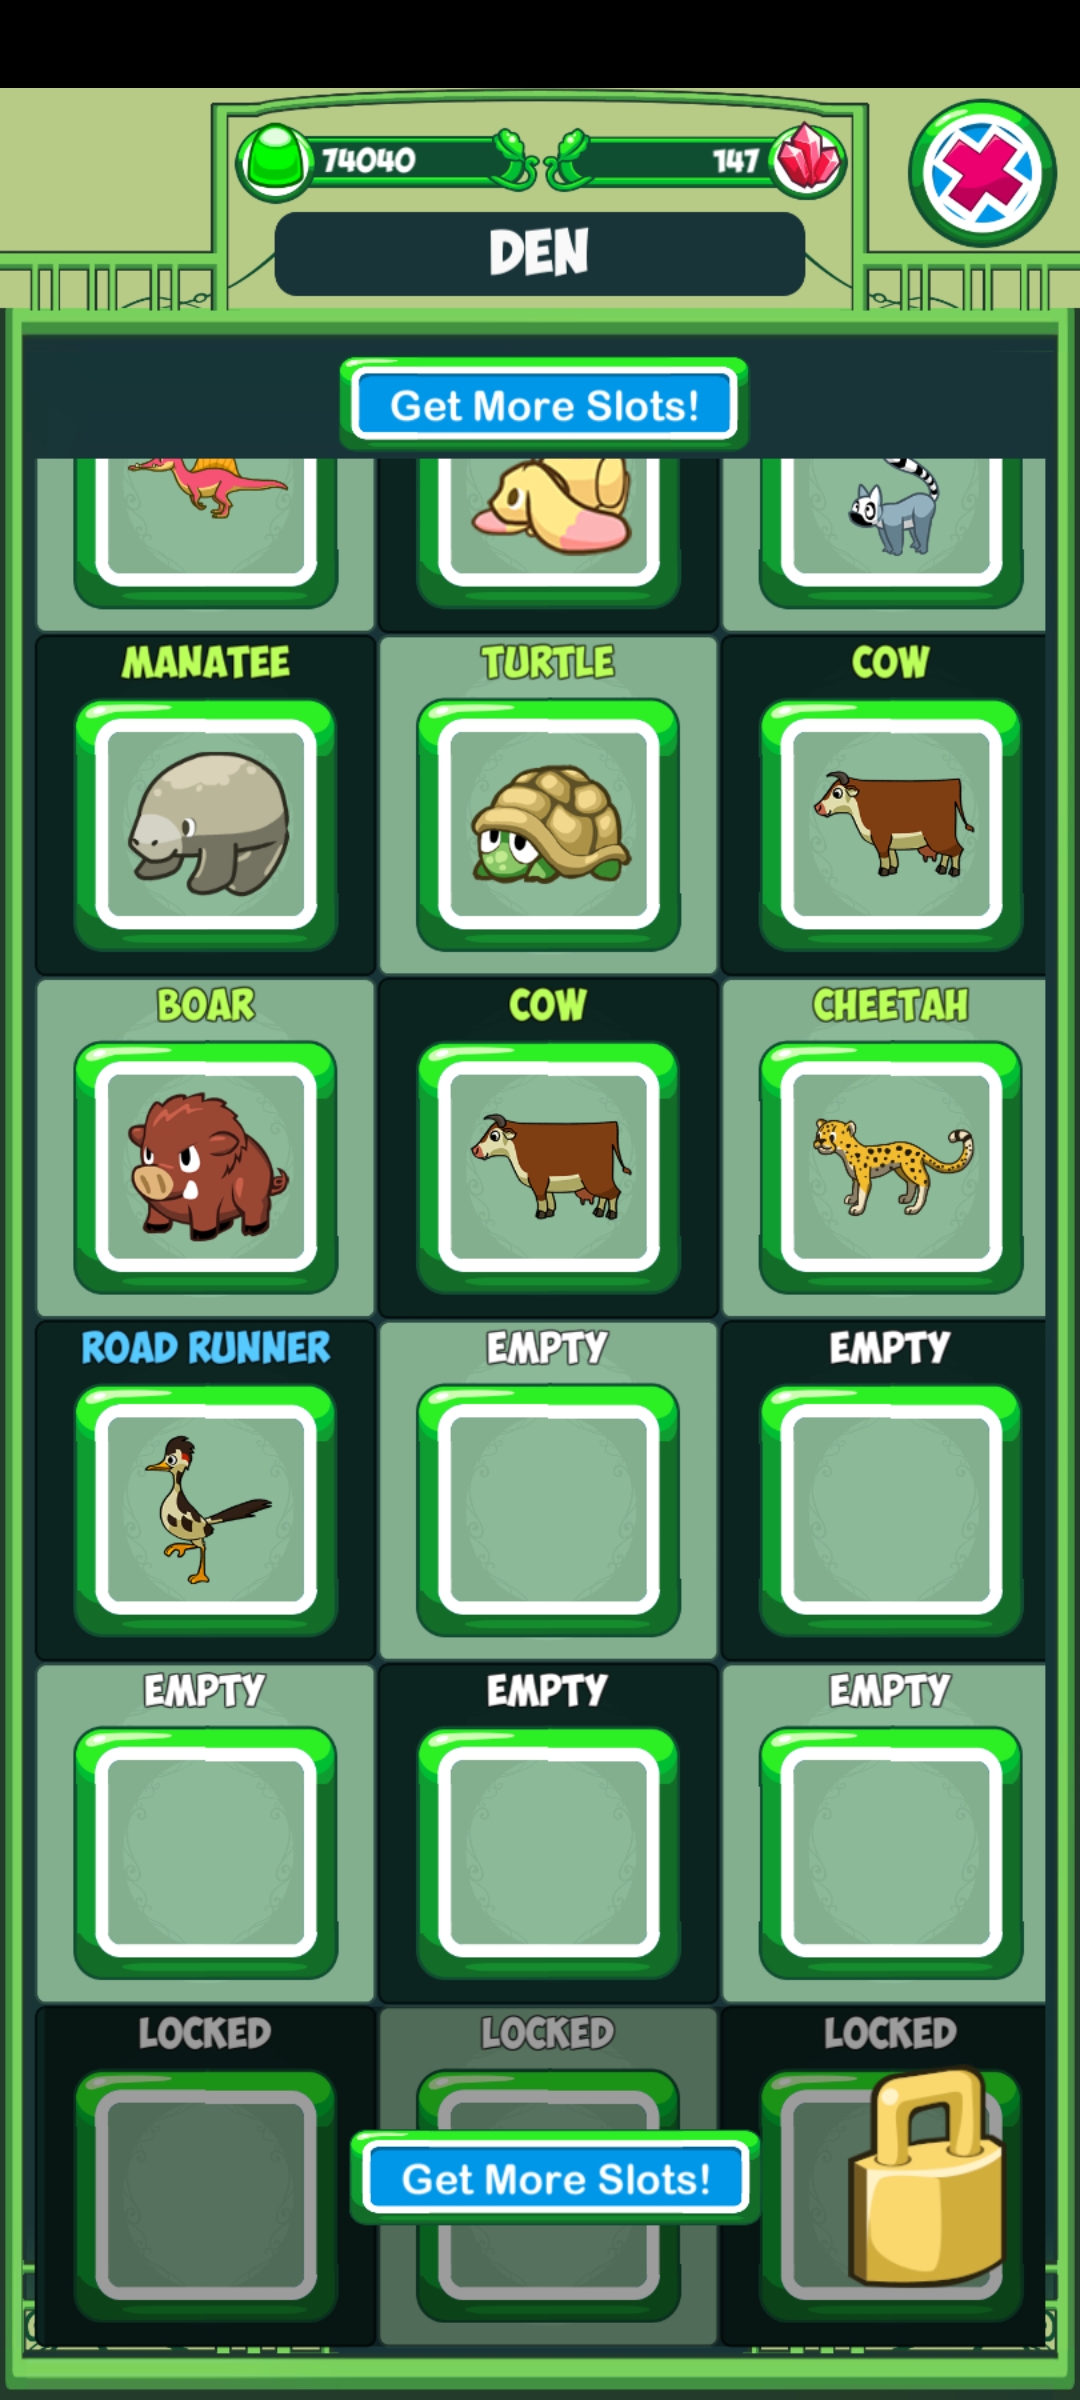 74040 147
DEN
Get More Slots!
MANATEE TURTLE COW
BOAR COW CHEETAH
ROAD RUNNER EMPTY EMPTY
EMPTY EMPTY EMPTY
LOCKED LOCKED LOCKED
Get More Slots!